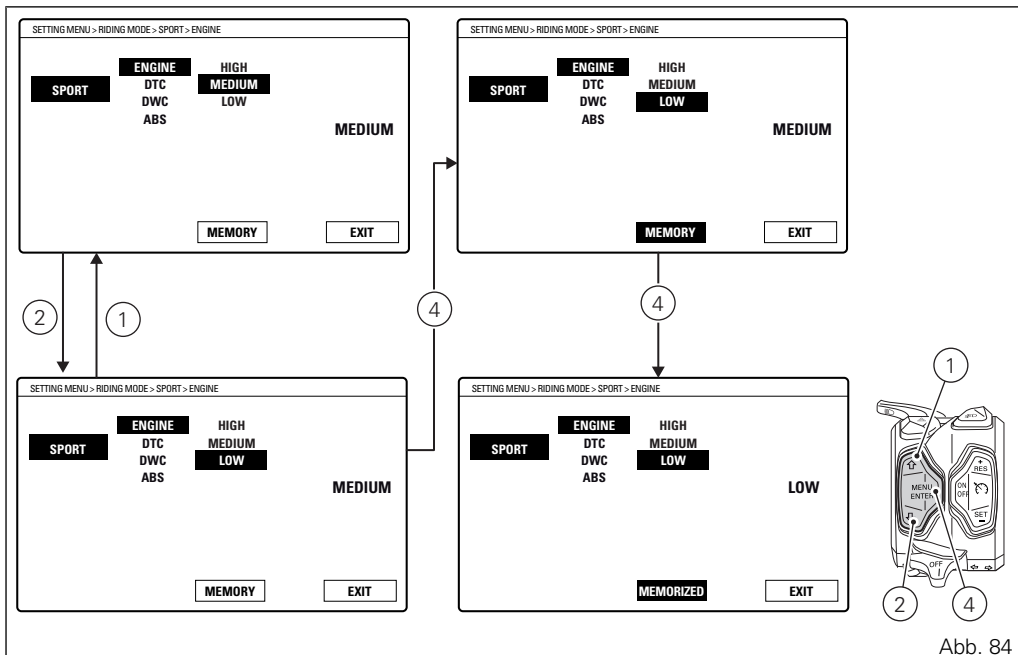 SETTING MENU > RIDING MODE > SPORT > ENGINE
SPORT
ENGINE
DTC
DWC
ABS
HIGH
MEDIUM
LOW
MEDIUM
MEMORY
EXIT
SETTING MENU > RIDING MODE > SPORT > ENGINE
SPORT
ENGINE
DTC
DWC
ABS
HIGH
MEDIUM
LOW
MEDIUM
MEMORY
EXIT
2
1
4
4
SETTING MENU > RIDING MODE > SPORT > ENGINE
SPORT
ENGINE
DTC
DWC
ABS
HIGH
MEDIUM
LOW
MEDIUM
MEMORY
EXIT
SETTING MENU > RIDING MODE > SPORT > ENGINE
SPORT
ENGINE
DTC
DWC
ABS
HIGH
MEDIUM
LOW
LOW
MEMORIZED
EXIT
1
+
RES
MENU
ENTER
ON
OFF
SET
–
OFF
2
4
Abb. 84